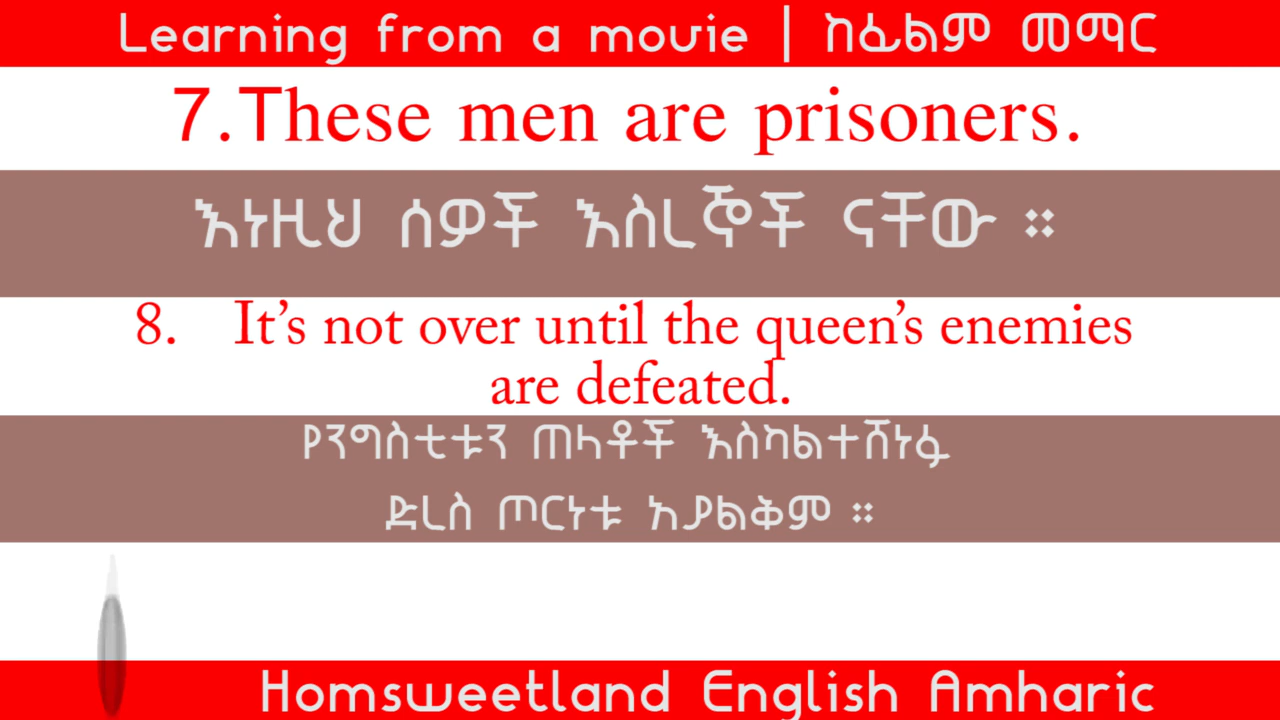 Learning from a movie | ከፊልም መማር
7.These men are prisoners.
እነዚህ ሰዎች እስረኞች ናቸው ።
8. It’s not over until the queen’s enemies
are defeated.
የንግስቲቱን ጠላቶች እስካልተሸነፏ
ድረስ ጦርነቱ አያልቅም ።
Homsweetland English Amharic